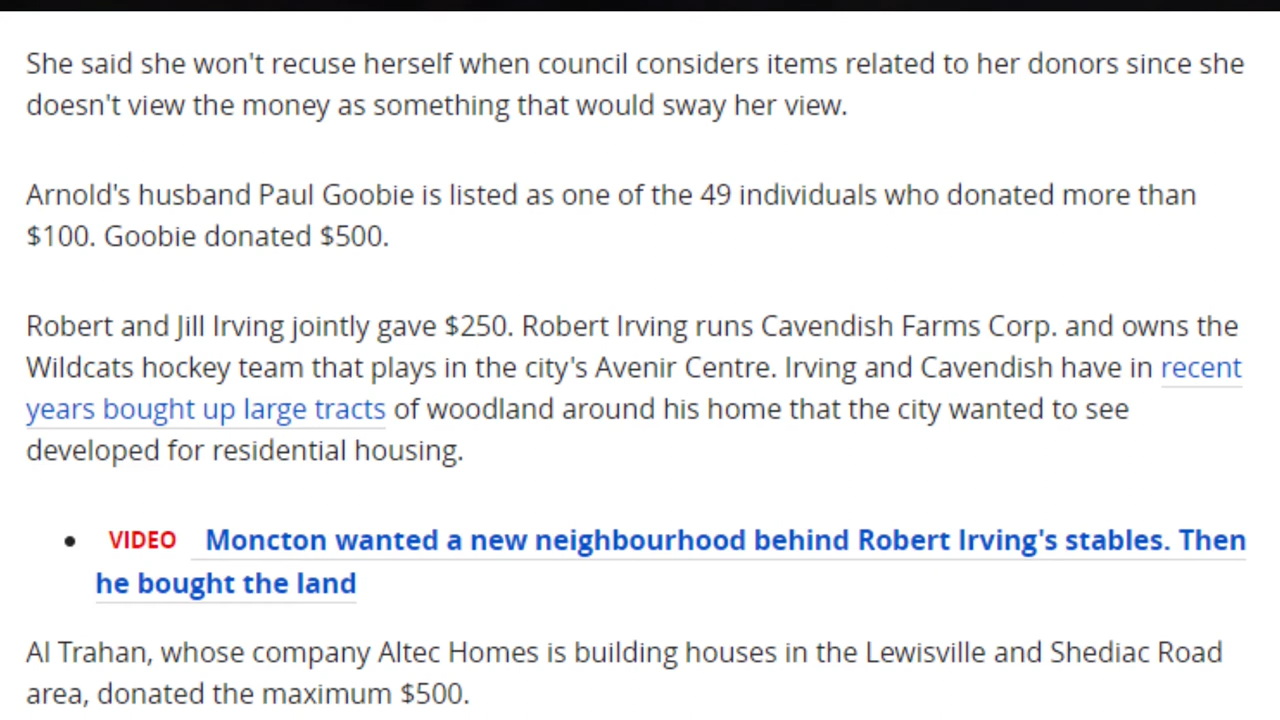 She said she won't recuse herself when council considers items related to her donors since she
doesn't view the money as something that would sway her view.
Arnold's husband Paul Goobie is listed as one of the 49 individuals who donated more than
$100. Goobie donated $500.
Robert and Jill Irving jointly gave $250. Robert Irving runs Cavendish Farms Corp. and owns the
Wildcats hockey team that plays in the city's Avenir Centre. Irving and Cavendish have in recent
years bought up large tracts of woodland around his home that the city wanted to see
developed for residential housing.
• VIDEO Moncton wanted a new neighbourhood behind Robert Irving's stables. Then
he bought the land
Al Trahan, whose company Altec Homes is building houses in the Lewisville and Shediac Road
area, donated the maximum $500.